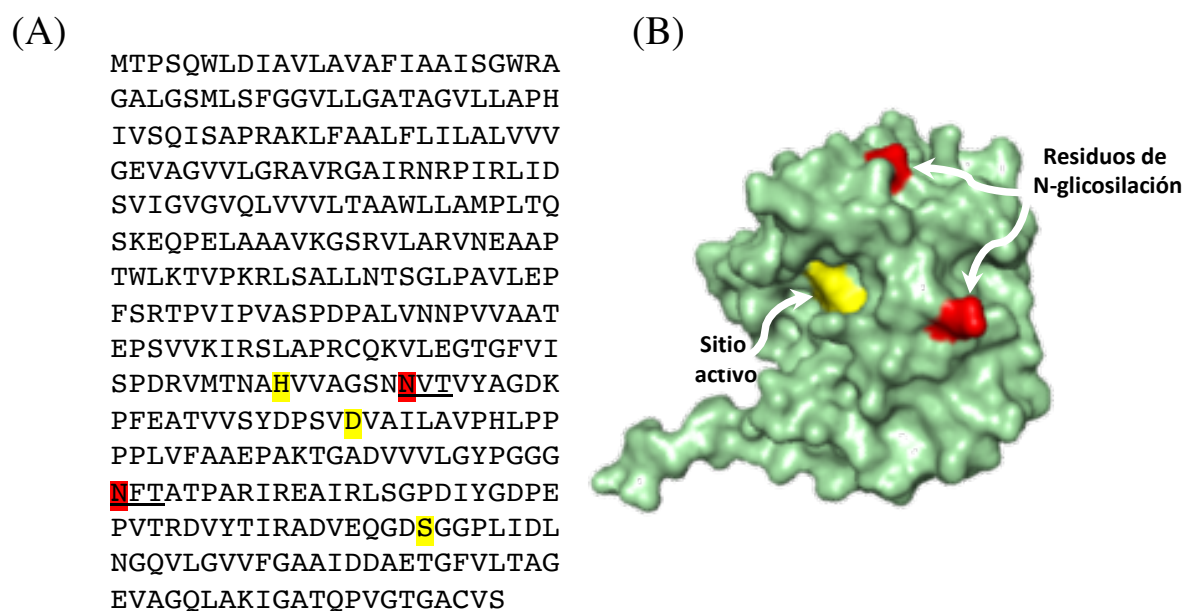 (A)
MTPSQWLDIAVLAVAFIAAISGWRA
GALGSMLSFGGVLLGATAGVLLAPH
IVSQISAPRAKLFAALFLILALVVV
GEVAGVVLGRAVRGAIRNRPIRLID
SVIGVGVQLVVVLTAAWLLAMPLTQ
SKEQPELAAAVKGSRVLARVNEAAP
TWLKTVPKRLSALLNTSGLPAVLEP
FSRTPVIPVASPDPALVNNPVVAAT
EPSVVKIRSLAPRCQKVLEGTGFVI
SPDRVMTNAHVVAGSNNVTVYAGDK
PFEATVVSYDPSVDVAILAVPHLPP
PPLVFAAEPAKTGADVVVLGYPGGG
NFTATPARIREAIRLSGPDIYGDPE
PVTRDVYTIRADVEQGDSGGPLIDL
NGQVLGVVFGAAIDDAETGFVLTAG
EVAGQLAKIGATQPVGTGACVS
(B)
Residuos de
N-glicosilación
Sitio
activo